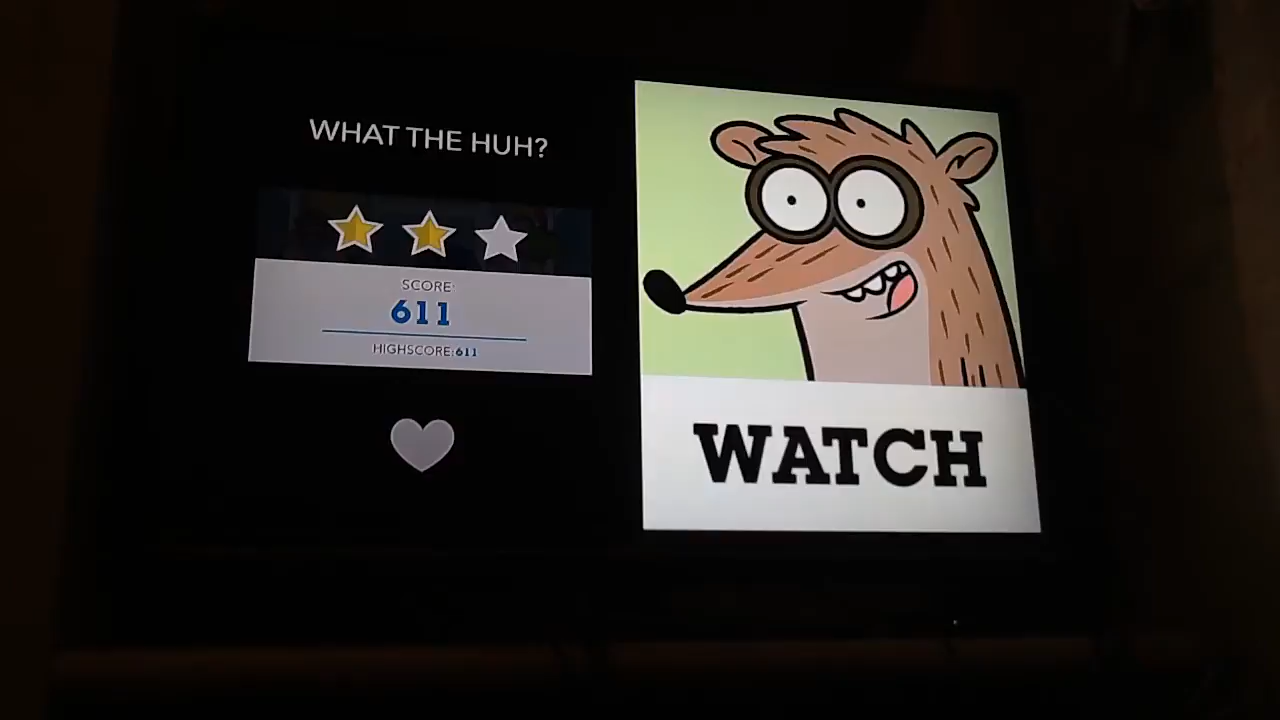 WHAT THE HUH?
SCORE:
611
HIGHSCORE:611
WATCH